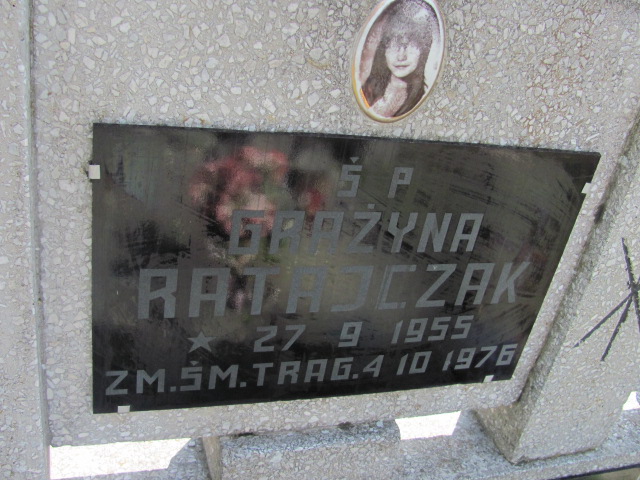 Ś P
GRAŻYNA
RATAJCZAK
★ 27 9 1955
ZM.ŚM.TRAG.4 10 1976